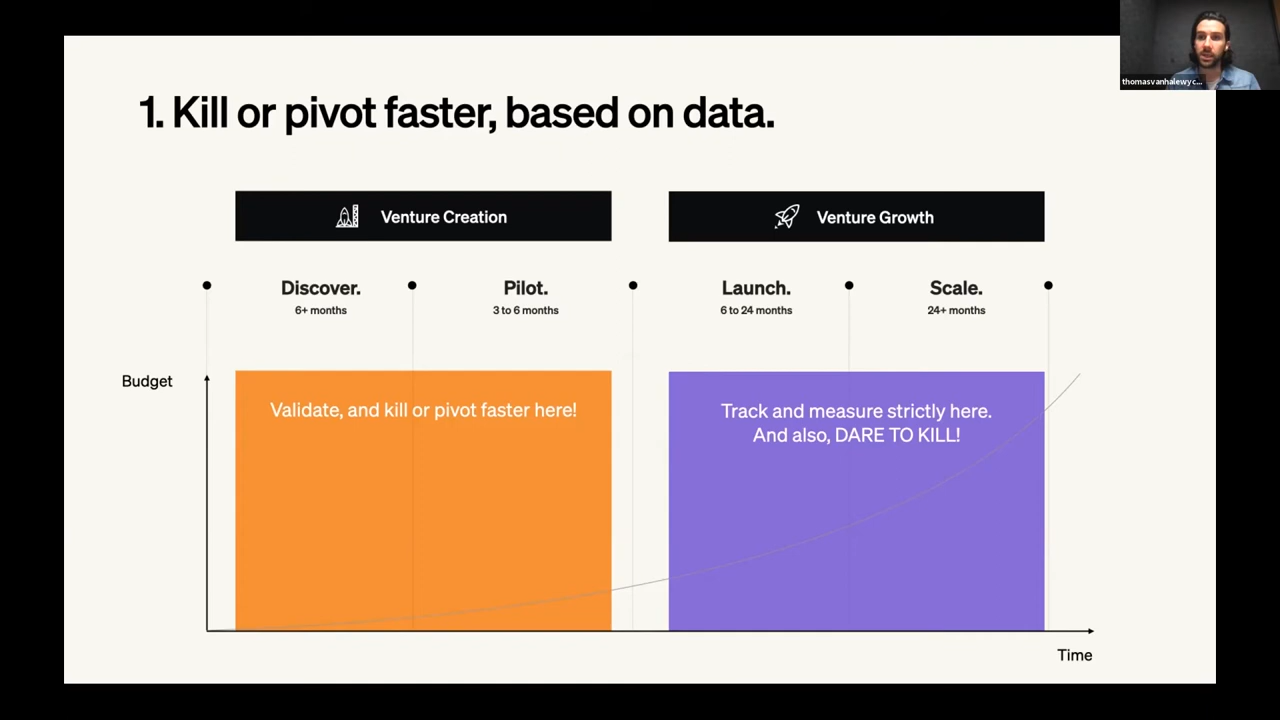 thomasvanhalewyc...
1. Kill or pivot faster, based on data.
Venture Creation
Venture Growth
Discover.
6+ months
Pilot.
3 to 6 months
Launch.
6 to 24 months
Scale.
24+ months
Budget
Validate, and kill or pivot faster here!
Track and measure strictly here.
And also, DARE TO KILL!
Time